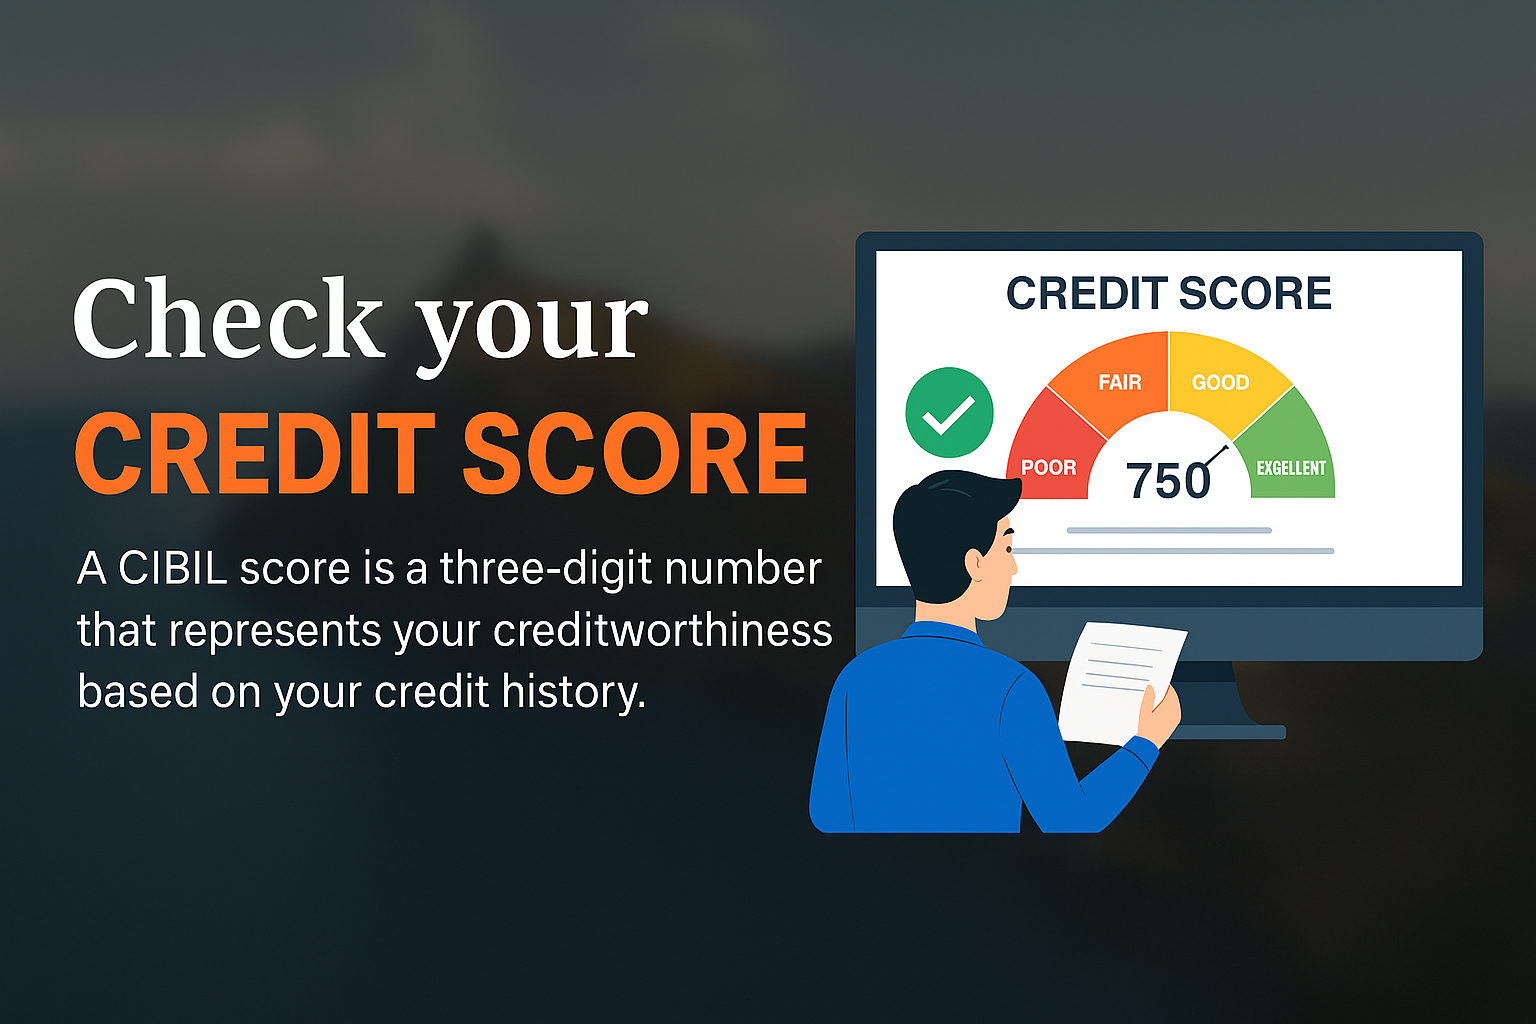 Check your
CREDIT SCORE
A CIBIL score is a three-digit number
that represents your creditworthiness
based on your credit history.
CREDIT SCORE
FAIR
GOOD
POOR
EXGELLENT
750